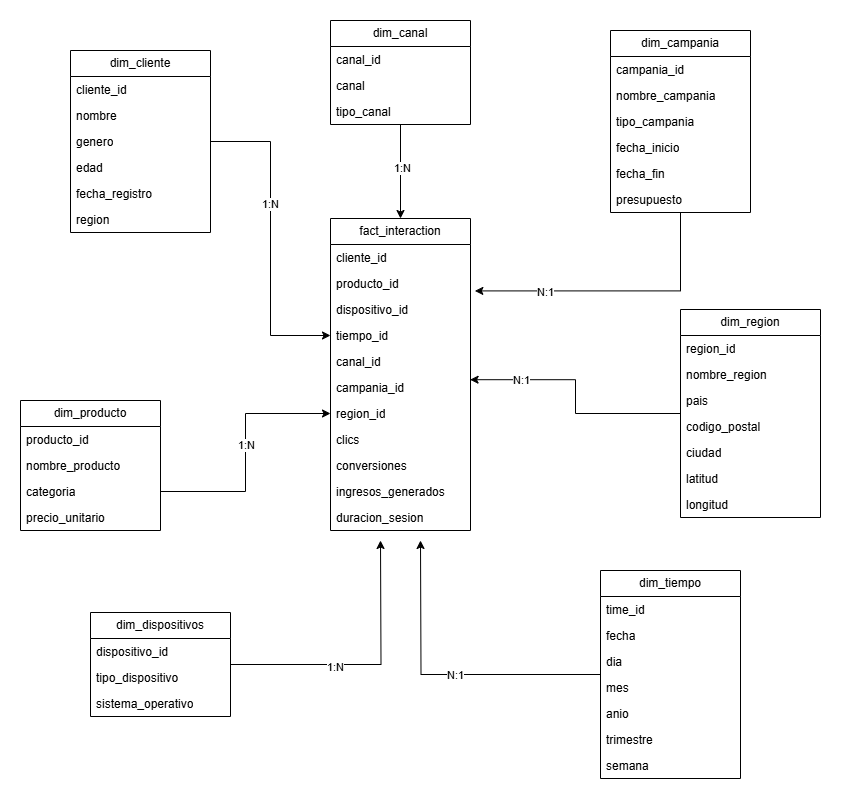 dim_canal
canal_id
canal
tipo_canal
dim_cliente
cliente_id
nombre
genero
edad
fecha_registro
region
dim_campania
campania_id
nombre_campania
tipo_campania
fecha_inicio
fecha_fin
presupuesto
1:N
1:N
fact_interaction
cliente_id
producto_id
dispositivo_id
tiempo_id
canal_id
campania_id
region_id
clics
conversiones
ingresos_generados
duracion_sesion
N:1
dim_region
region_id
nombre_region
pais
codigo_postal
ciudad
latitud
longitud
N:1
dim_producto
producto_id
nombre_producto
categoria
precio_unitario
1:N
dim_dispositivos
dispositivo_id
tipo_dispositivo
sistema_operativo
1:N
N:1
dim_tiempo
time_id
fecha
dia
mes
anio
trimestre
semana